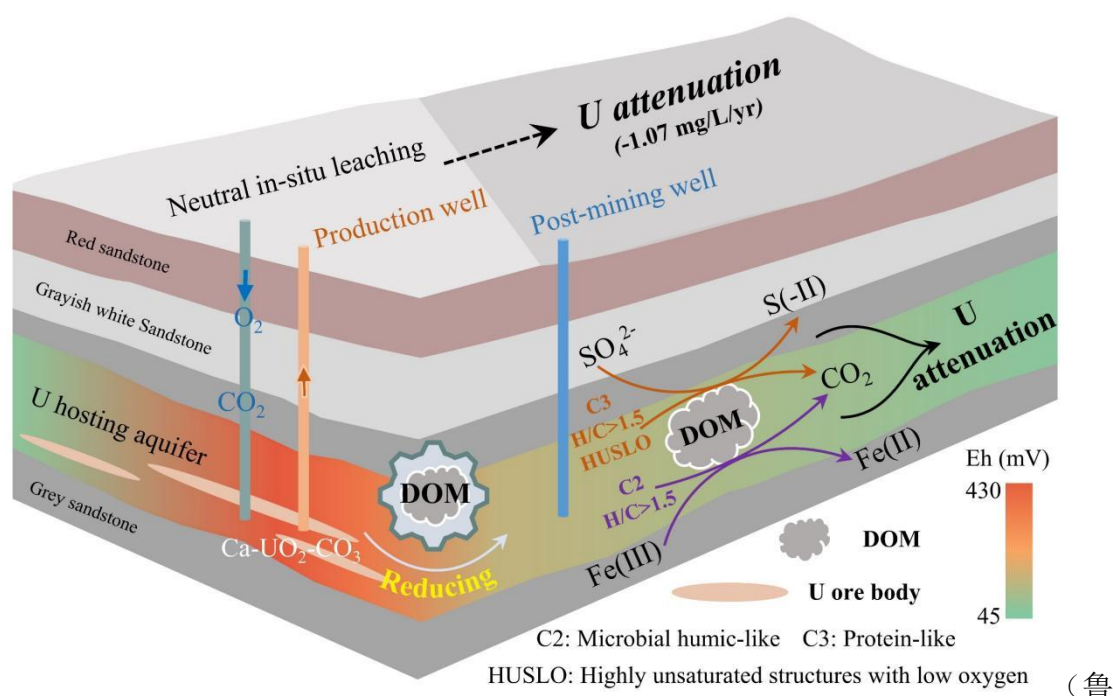 U attenuation
(-1.07 mg/L/yr)
Neutral in-situ leaching
Production well
Post-mining well
Red sandstone
Grayish white Sandstone
U hosting aquifer
Grey sandstone
O₂
CO₂
Ca-UO₂-CO₃
DOM
Reducing
SO₄²⁻
S(-II)
C3
H/C>1.5
HUSLO
DOM
CO₂
U
attenuation
C2
H/C>1.5
Fe(III)
Fe(II)
Eh (mV)
430
45
DOM
U ore body
C2: Microbial humic-like C3: Protein-like
HUSLO: Highly unsaturated structures with low oxygen
(鲁